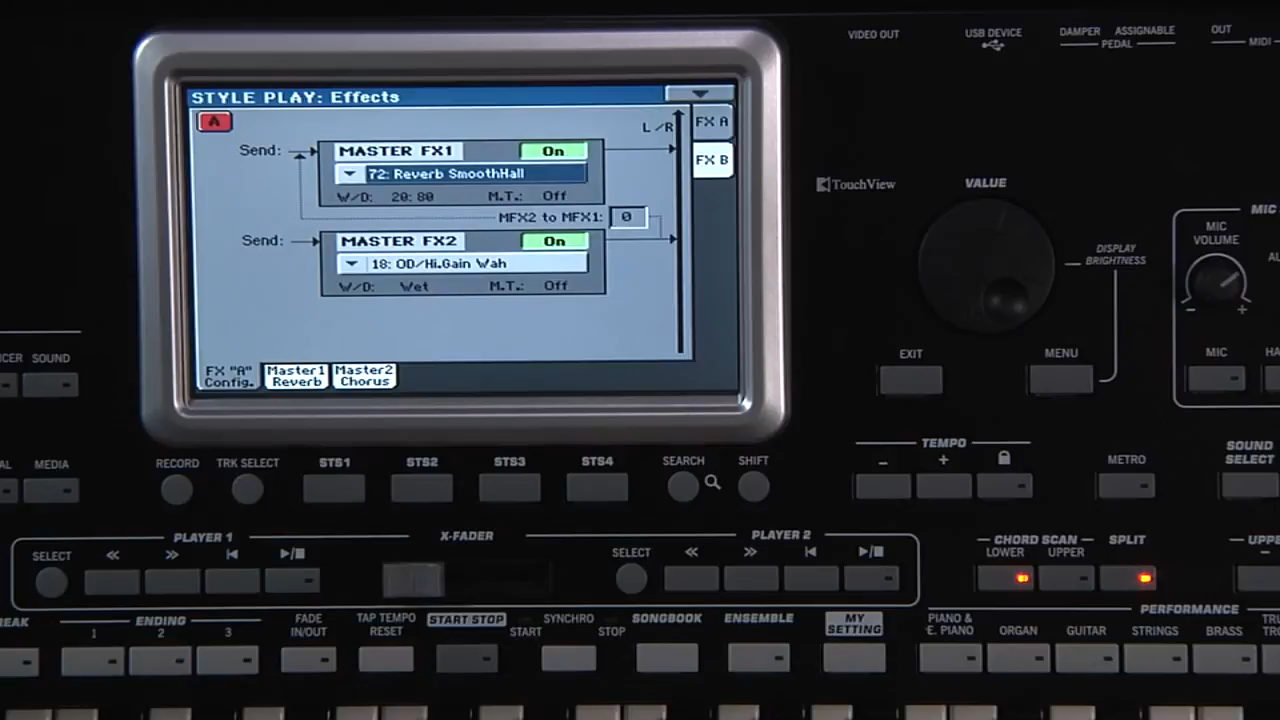 VIDEO OUT
USB DEVICE
DAMPER ASSIGNABLE
PEDAL
OUT
MIDI
STYLE PLAY: Effects
A
L/R
FX A
FX B
Send:
MASTER FX1
On
72: Reverb SmoothHall
W/D: 20: 80
M.T.: Off
MFX2 to MFX1: 0
Send:
MASTER FX2
On
18: OD/Hi.Gain Wah
W/D: Wet
M.T.: Off
FX "A" Config.
Master1 Reverb
Master2 Chorus
TouchView
VALUE
DISPLAY
BRIGHTNESS
MIC
MIC
VOLUME
- +
EXIT
MENU
MIC
SOUND
MEDIA
RECORD
TRK SELECT
STS1
STS2
STS3
STS4
SEARCH
SHIFT
TEMPO
- +
METRO
SOUND
SELECT
PLAYER 1
X-FADER
PLAYER 2
SELECT
SELECT
CHORD SCAN
LOWER UPPER
SPLIT
ENDING
1 2 3
FADE
IN/OUT
TAP TEMPO
RESET
START STOP
SYNCHRO
START STOP
SONGBOOK
ENSEMBLE
MY
SETTING
PERFORMANCE
PIANO &
E. PIANO
ORGAN
GUITAR
STRINGS
BRASS